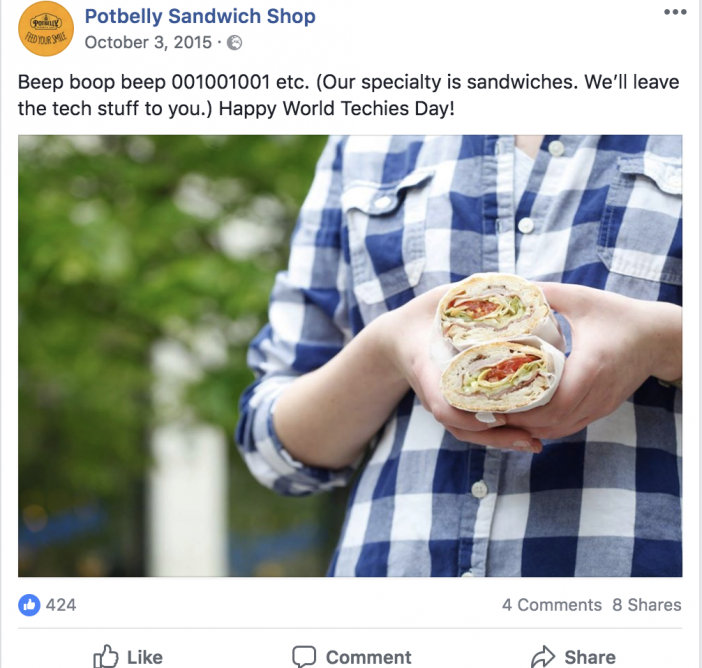 POTBELLY
FEED YOUR SMILE
Potbelly Sandwich Shop
October 3, 2015 ·
Beep boop beep 001001001 etc. (Our specialty is sandwiches. We’ll leave
the tech stuff to you.) Happy World Techies Day!
424
4 Comments 8 Shares
Like Comment Share